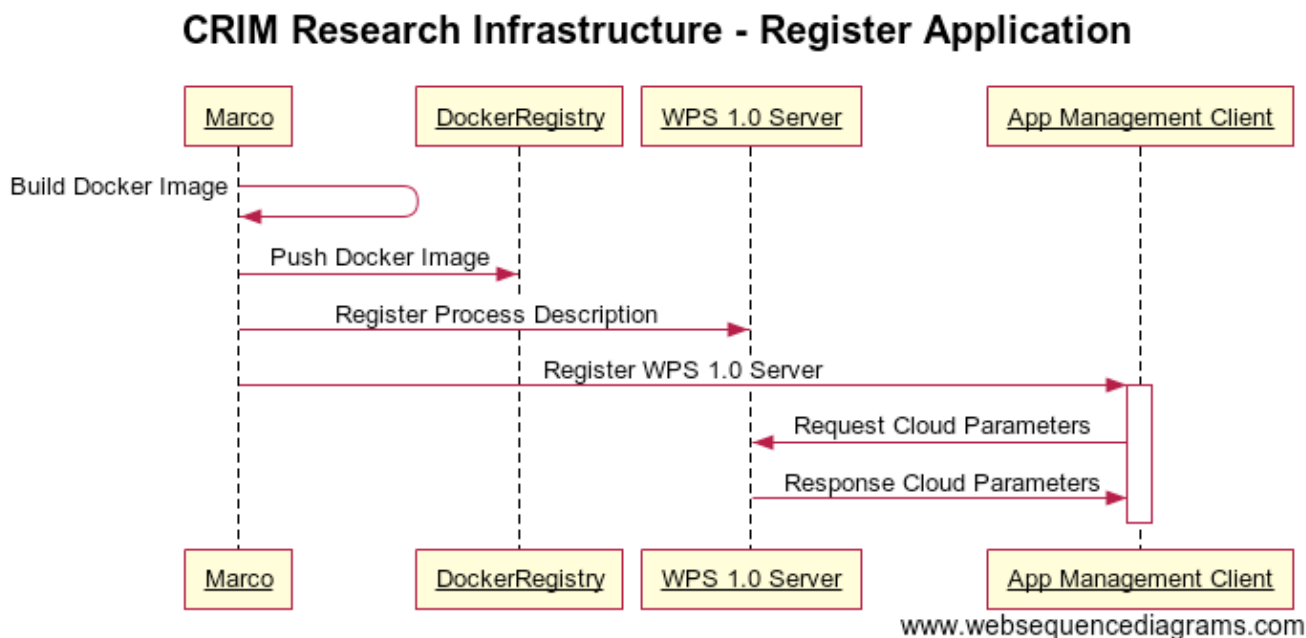 CRIM Research Infrastructure - Register Application
Marco
DockerRegistry
WPS 1.0 Server
App Management Client
Build Docker Image
Push Docker Image
Register Process Description
Register WPS 1.0 Server
Request Cloud Parameters
Response Cloud Parameters
Marco
DockerRegistry
WPS 1.0 Server
App Management Client
www.websequencediagrams.com